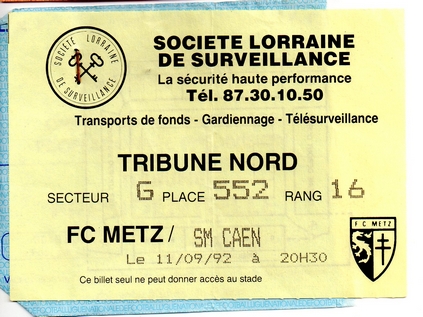 SOCIETE LORRAINE
DE SURVEILLANCE
SOCIETE LORRAINE
DE SURVEILLANCE
La sécurité haute performance
Tél. 87.30.10.50
Transports de fonds - Gardiennage - Télésurveillance
TRIBUNE NORD
SECTEUR G PLACE 552 RANG 16
FC METZ / SM CAEN
FC METZ
Le 11/09/92 à 20H30
Ce billet seul ne peut donner accès au stade